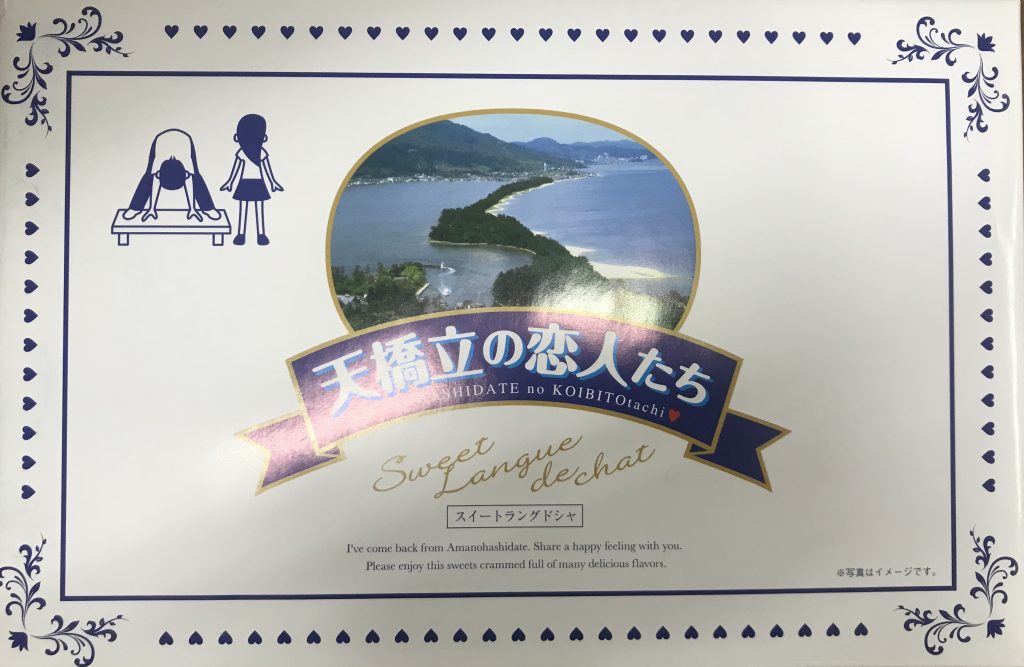 天橋立の恋人たち
SHIDATE no KOIBITOtachi
Sweet
Langue
de chat
スイートラングドシャ
I've come back from Amanohashidate. Share a happy feeling with you.
Please enjoy this sweets crammed full of many delicious flavors.
※写真はイメージです。